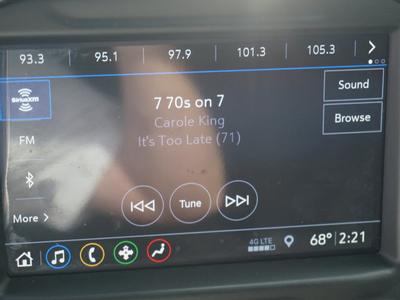 93.3 95.1 97.9 101.3 105.3
SiriusXM
7 70s on 7
Carole King
It's Too Late (71)
Sound
Browse
FM
More
Tune
4G LTE
68° 2:21